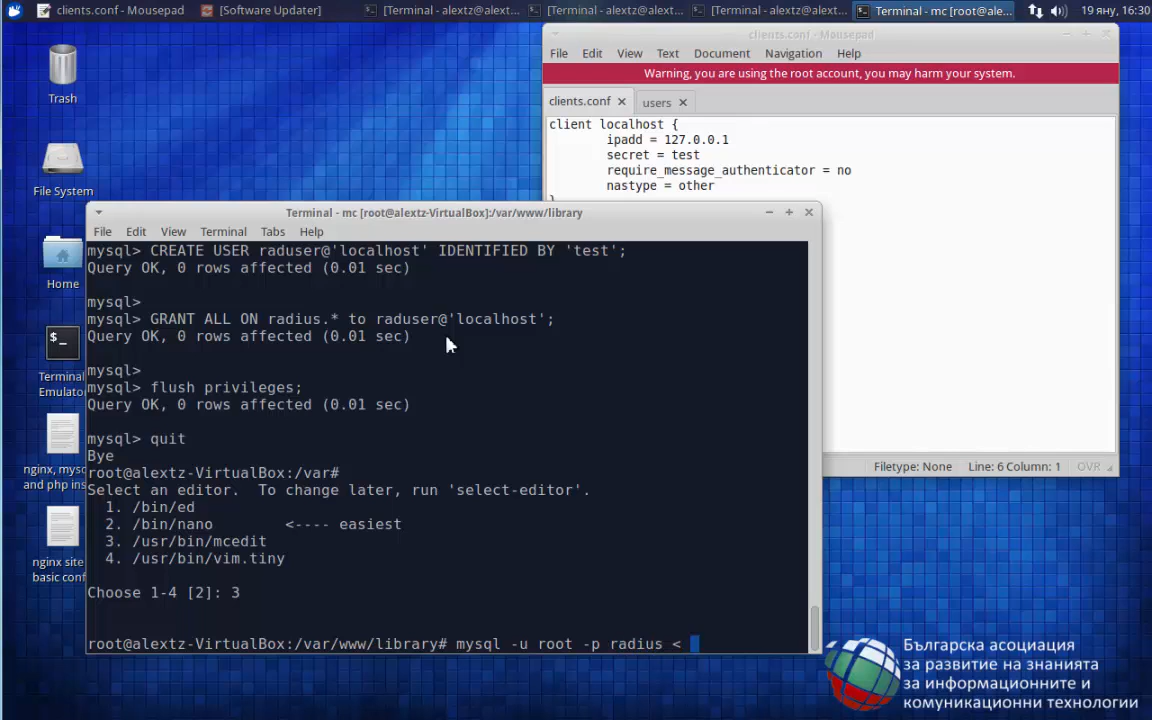 clients.conf - Mousepad
[Software Updater]
[Terminal - alextz@alext...
[Terminal - alextz@alext...
[Terminal - alextz@alext...
Terminal - mc [root@ale...
19 яну, 16:30
Trash
File System
Home
Terminal
Emulato
nginx, mysc
and php ins
nginx site
basic conf
clients.conf - Mousepad
File Edit View Text Document Navigation Help
Warning, you are using the root account, you may harm your system.
clients.conf
users
client localhost {
ipadd = 127.0.0.1
secret = test
require_message_authenticator = no
nastype = other
Filetype: None Line: 6 Column: 1 OVR
Terminal - mc [root@alextz-VirtualBox]:/var/www/library
File Edit View Terminal Tabs Help
mysql> CREATE USER raduser@'localhost' IDENTIFIED BY 'test';
Query OK, 0 rows affected (0.01 sec)
mysql>
mysql> GRANT ALL ON radius.* to raduser@'localhost';
Query OK, 0 rows affected (0.01 sec)
mysql>
mysql> flush privileges;
Query OK, 0 rows affected (0.01 sec)
mysql> quit
Bye
root@alextz-VirtualBox:/var#
Select an editor.  To change later, run 'select-editor'.
1. /bin/ed
2. /bin/nano        <---- easiest
3. /usr/bin/mcedit
4. /usr/bin/vim.tiny
Choose 1-4 [2]: 3
root@alextz-VirtualBox:/var/www/library# mysql -u root -p radius <
Българска асоциация
за развитие на знанията
за информационните и
комуникационни технологии